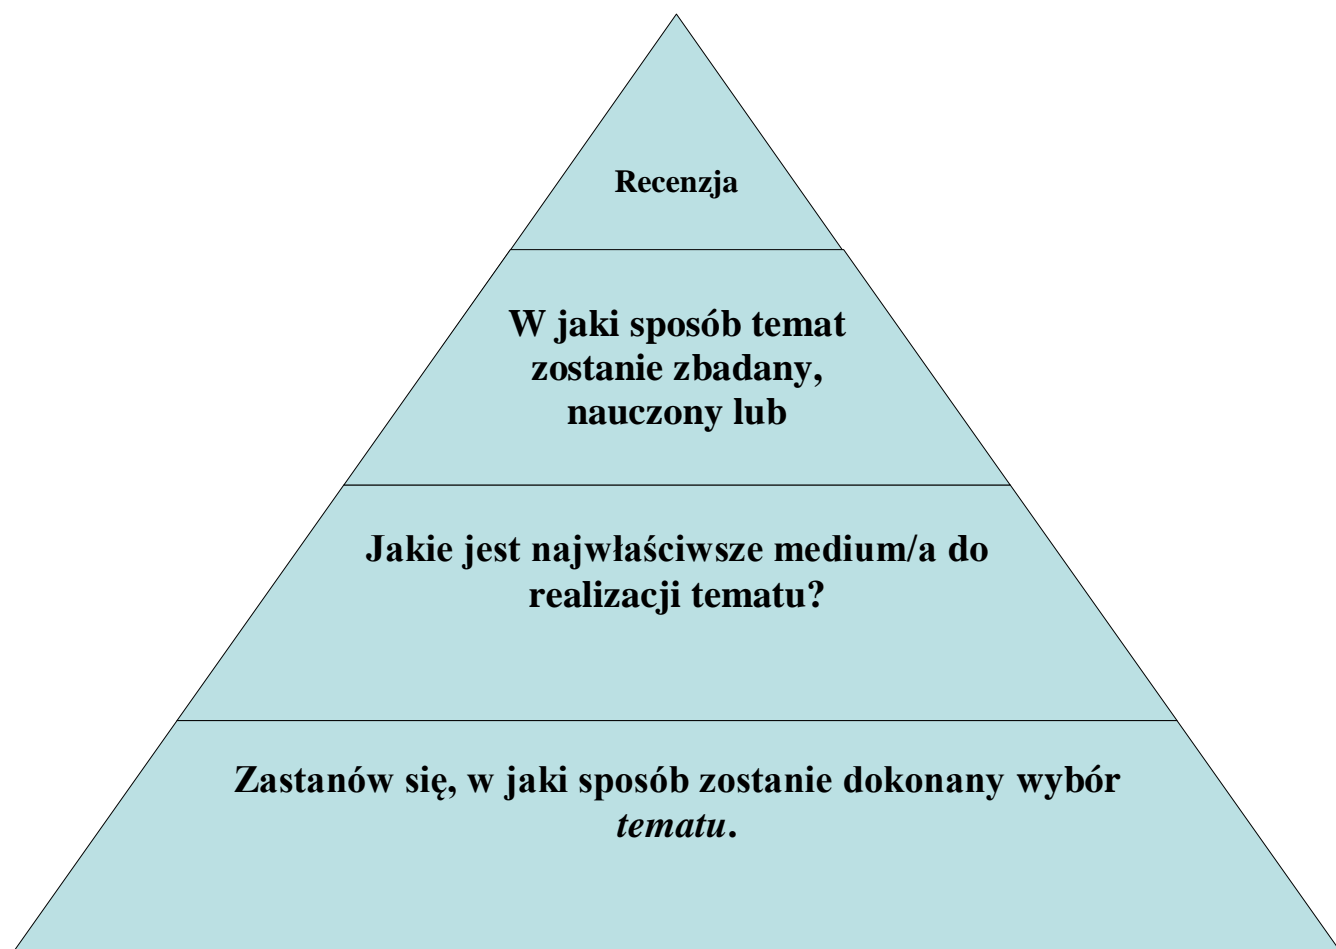 Recenzja
W jaki sposób temat
zostanie zbadany,
nauczony lub
Jakie jest najwłaściwsze medium/a do
realizacji tematu?
Zastanów się, w jaki sposób zostanie dokonany wybór
tematu.